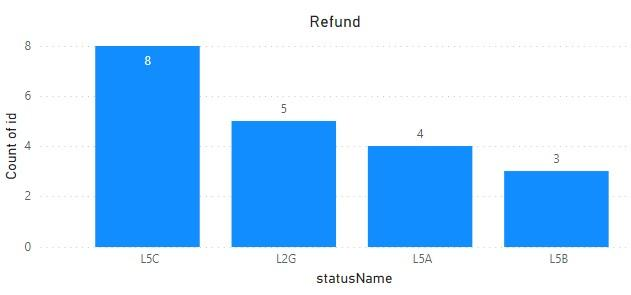 Refund
8
6
4
2
0
Count of id
8
5
4
3
L5C
L2G
L5A
L5B
statusName